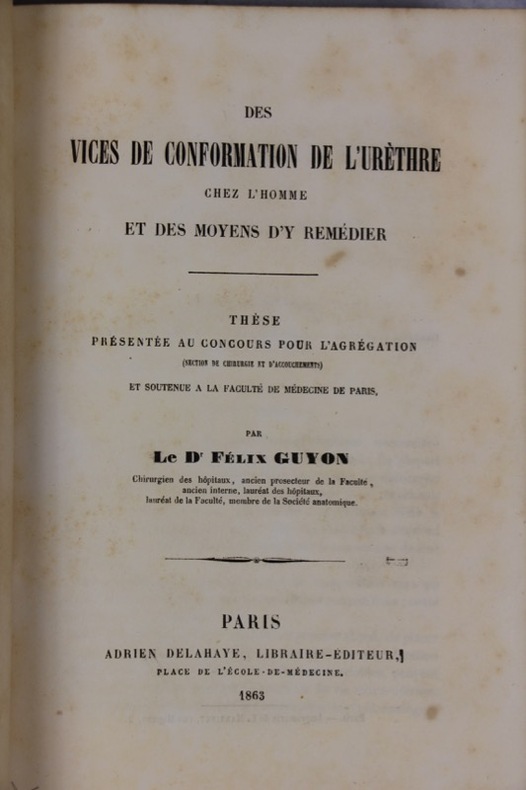 DES
VICES DE CONFORMATION DE L'URÈTHRE
CHEZ L'HOMME
ET DES MOYENS D'Y REMÉDIER
THÈSE
PRÉSENTÉE AU CONCOURS POUR L'AGRÉGATION
(SECTION DE CHIRURGIE ET D'ACCOUCHEMENTS)
ET SOUTENUE A LA FACULTÉ DE MÉDECINE DE PARIS,
PAR
Le Dr FÉLIX GUYON
Chirurgien des hôpitaux, ancien prosecteur de la Faculté,
ancien interne, lauréat des hôpitaux,
lauréat de la Faculté, membre de la Société anatomique.
PARIS
ADRIEN DELAHAYE, LIBRAIRE-ÉDITEUR,
PLACE DE L'ÉCOLE-DE-MÉDECINE.
1863